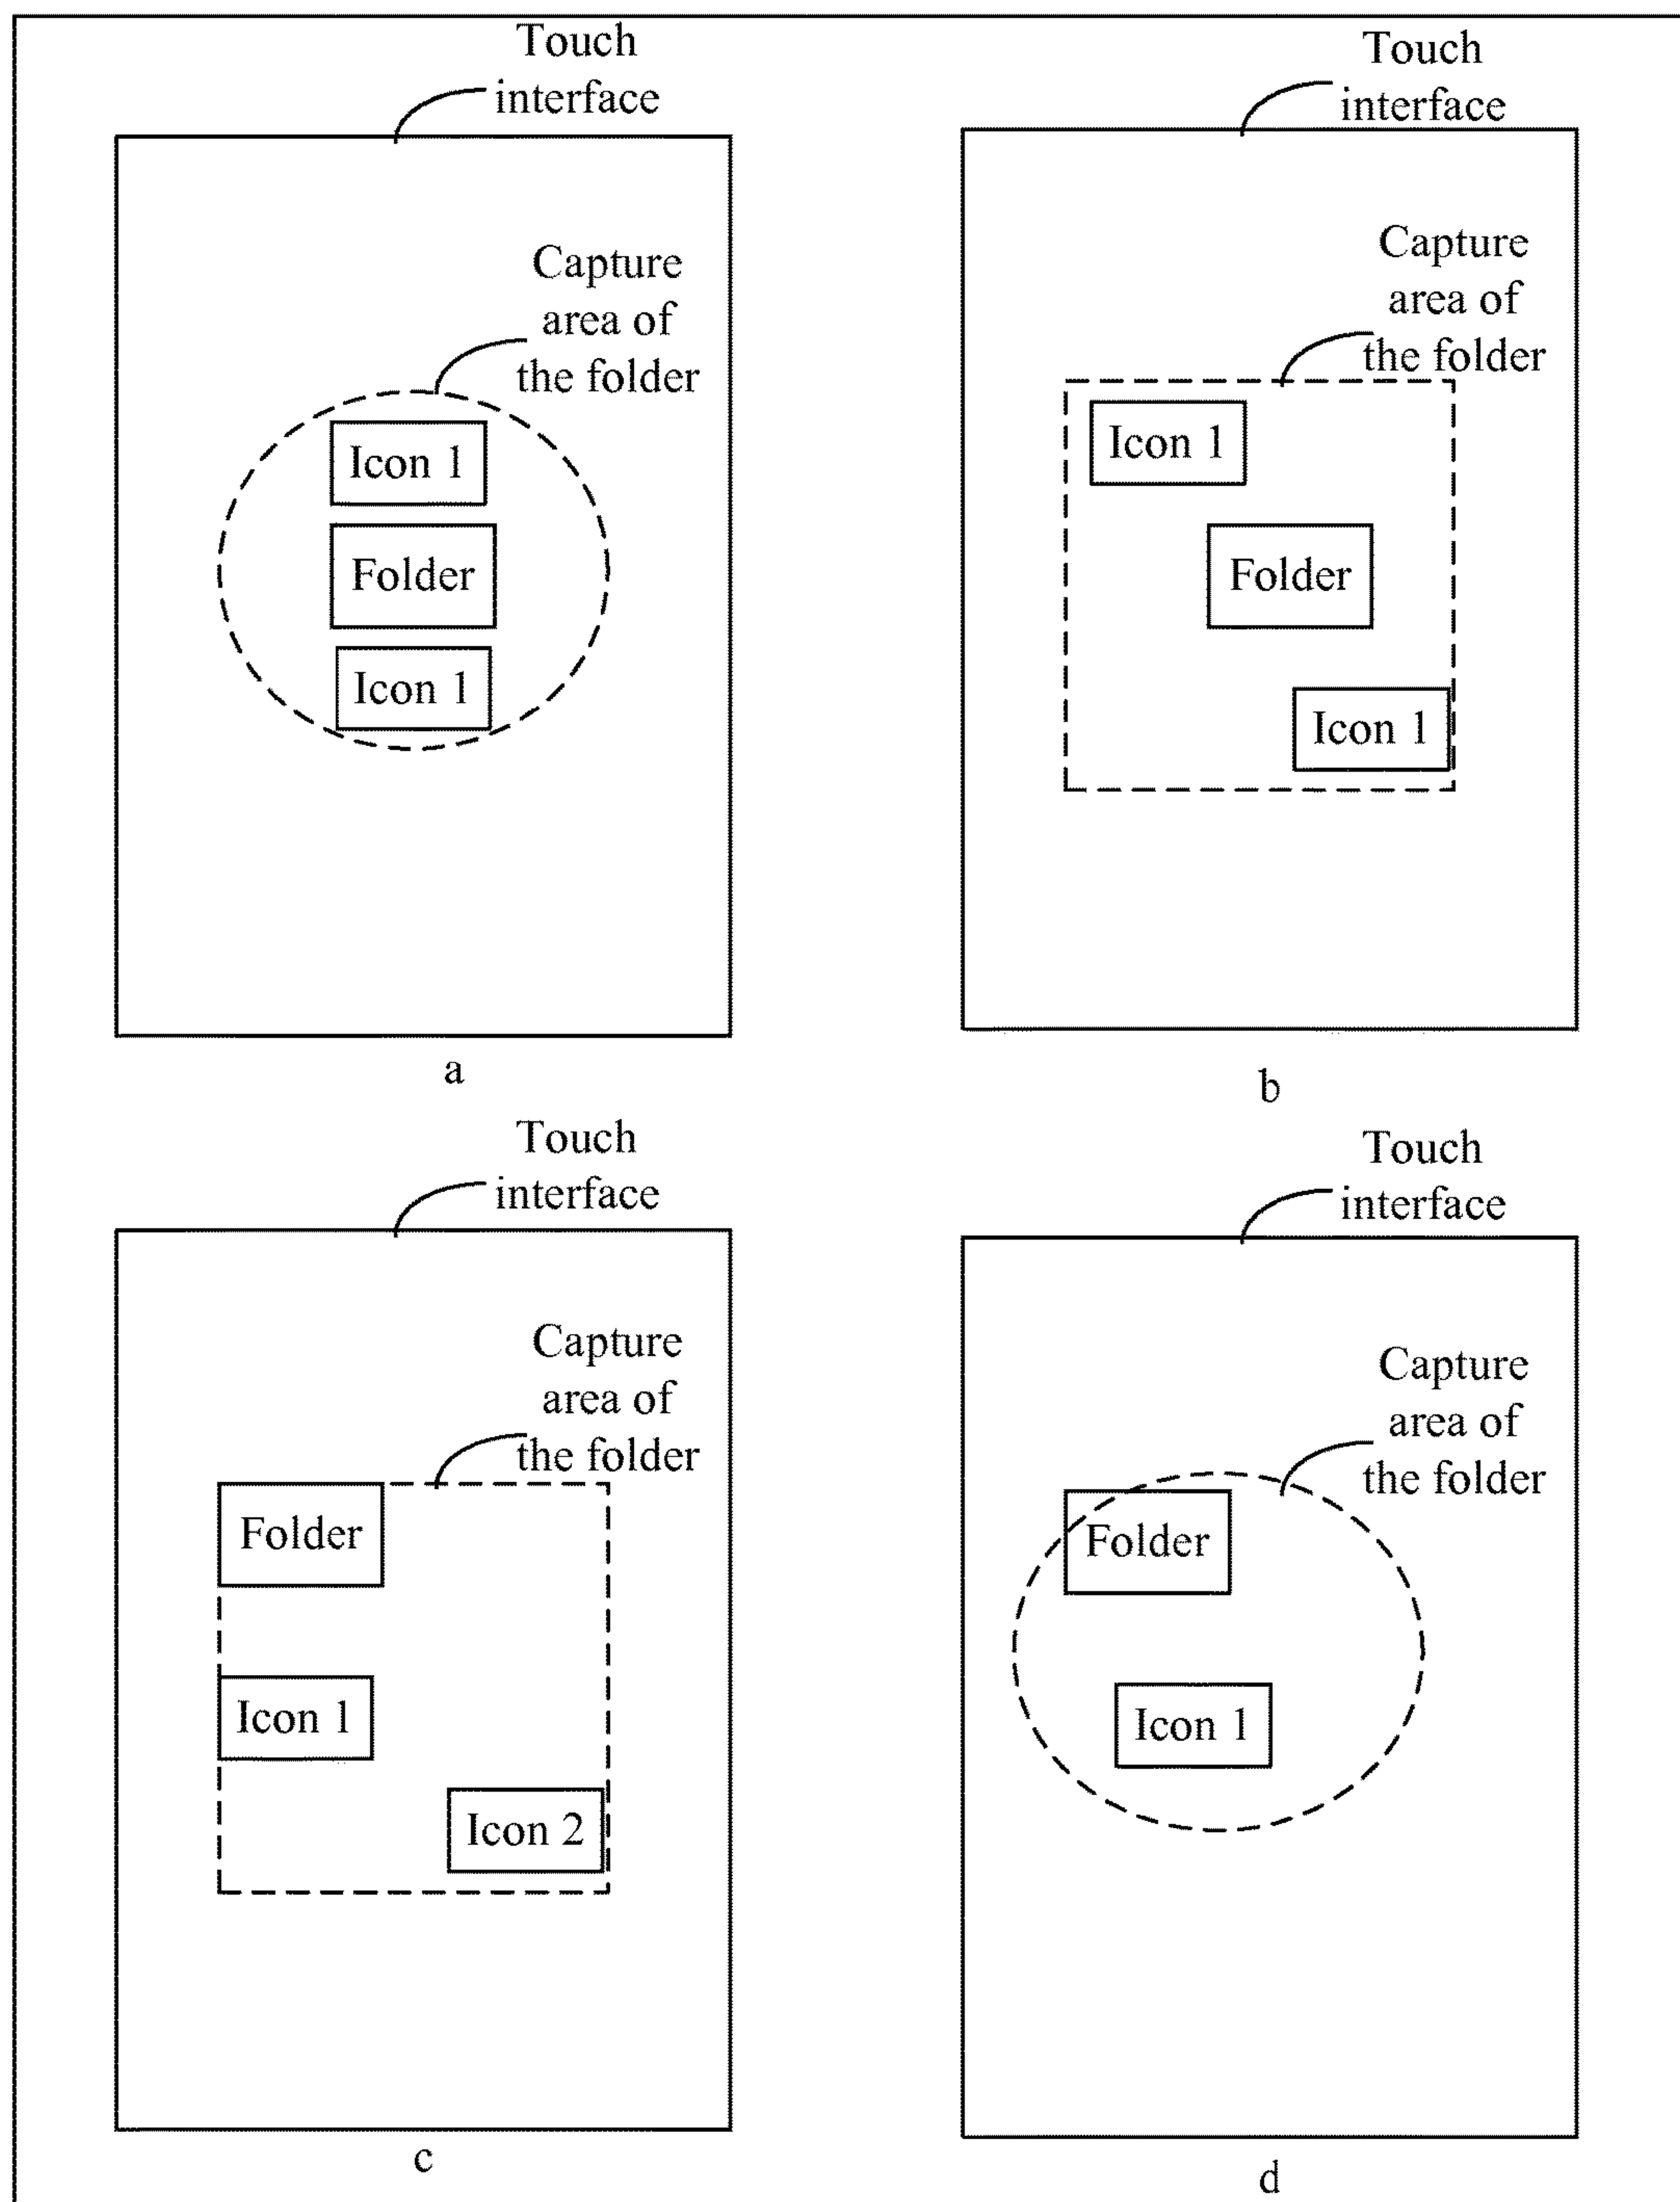 Touch
interface
Capture
area of
the folder
Icon 1
Folder
Icon 1
a
Touch
interface
Capture
area of
the folder
Icon 1
Folder
Icon 1
b
Touch
interface
Capture
area of
the folder
Folder
Icon 1
Icon 2
c
Touch
interface
Capture
area of
the folder
Folder
Icon 1
d